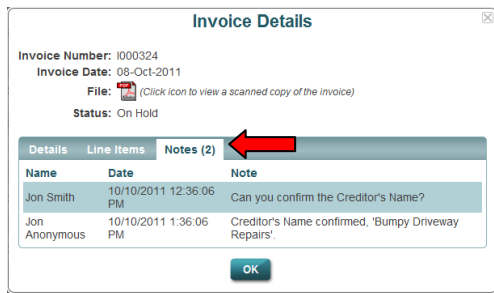 Invoice Details
Invoice Number: I000324
Invoice Date: 08-Oct-2011
File: PDF (Click icon to view a scanned copy of the invoice)
Status: On Hold
Details Line Items Notes (2)
Name Date Note
Jon Smith 10/10/2011 12:36:06 PM Can you confirm the Creditor's Name?
Jon Anonymous 10/10/2011 1:36:06 PM Creditor's Name confirmed, 'Bumpy Driveway Repairs'.
OK